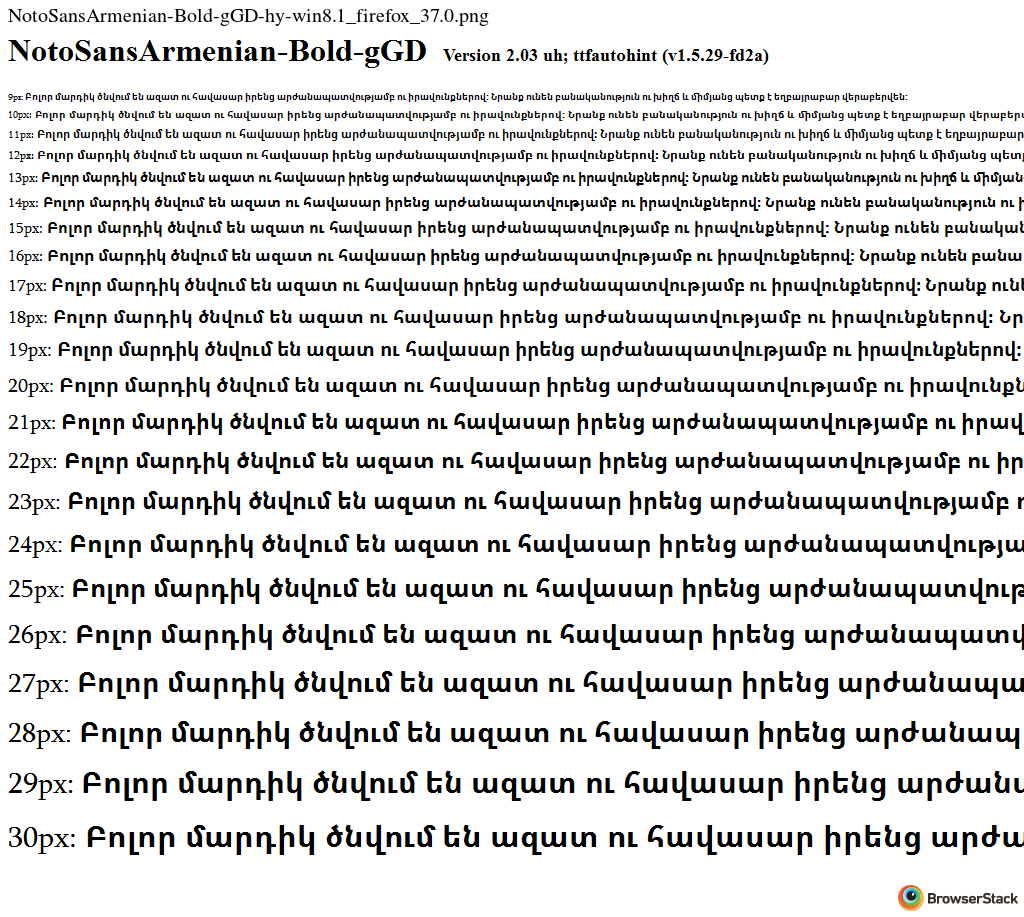 NotoSansArmenian-Bold-gGD-hy-win8.1_firefox_37.0.png
NotoSansArmenian-Bold-gGD Version 2.03 uh; ttfautohint (v1.5.29-fd2a)
9px: Բոլոր մարդիկ ծնվում են ազատ ու հավասար իրենց արժանապատվությամբ ու իրավունքներով: Նրանք ունեն բանականություն ու խիղճ և միմյանց պետք է եղբայրաբար վերաբերվեն:
10px: Բոլոր մարդիկ ծնվում են ազատ ու հավասար իրենց արժանապատվությամբ ու իրավունքներով: Նրանք ունեն բանականություն ու խիղճ և միմյանց պետք է եղբայրաբար վերաբերվ
11px: Բոլոր մարդիկ ծնվում են ազատ ու հավասար իրենց արժանապատվությամբ ու իրավունքներով: Նրանք ունեն բանականություն ու խիղճ և միմյանց պետք է եղբայրաբար
12px: Բոլոր մարդիկ ծնվում են ազատ ու հավասար իրենց արժանապատվությամբ ու իրավունքներով: Նրանք ունեն բանականություն ու խիղճ և միմյանց պետք
13px: Բոլոր մարդիկ ծնվում են ազատ ու հավասար իրենց արժանապատվությամբ ու իրավունքներով: Նրանք ունեն բանականություն ու խիղճ և միմյան
14px: Բոլոր մարդիկ ծնվում են ազատ ու հավասար իրենց արժանապատվությամբ ու իրավունքներով: Նրանք ունեն բանականություն ու խ
15px: Բոլոր մարդիկ ծնվում են ազատ ու հավասար իրենց արժանապատվությամբ ու իրավունքներով: Նրանք ունեն բանական
16px: Բոլոր մարդիկ ծնվում են ազատ ու հավասար իրենց արժանապատվությամբ ու իրավունքներով: Նրանք ունեն բանա
17px: Բոլոր մարդիկ ծնվում են ազատ ու հավասար իրենց արժանապատվությամբ ու իրավունքներով: Նրանք ունե
18px: Բոլոր մարդիկ ծնվում են ազատ ու հավասար իրենց արժանապատվությամբ ու իրավունքներով: Նր
19px: Բոլոր մարդիկ ծնվում են ազատ ու հավասար իրենց արժանապատվությամբ ու իրավունքներով:
20px: Բոլոր մարդիկ ծնվում են ազատ ու հավասար իրենց արժանապատվությամբ ու իրավունքն
21px: Բոլոր մարդիկ ծնվում են ազատ ու հավասար իրենց արժանապատվությամբ ու իրավ
22px: Բոլոր մարդիկ ծնվում են ազատ ու հավասար իրենց արժանապատվությամբ ու իր
23px: Բոլոր մարդիկ ծնվում են ազատ ու հավասար իրենց արժանապատվությամբ ո
24px: Բոլոր մարդիկ ծնվում են ազատ ու հավասար իրենց արժանապատվությա
25px: Բոլոր մարդիկ ծնվում են ազատ ու հավասար իրենց արժանապատվութ
26px: Բոլոր մարդիկ ծնվում են ազատ ու հավասար իրենց արժանապատվ
27px: Բոլոր մարդիկ ծնվում են ազատ ու հավասար իրենց արժանապա
28px: Բոլոր մարդիկ ծնվում են ազատ ու հավասար իրենց արժանապ
29px: Բոլոր մարդիկ ծնվում են ազատ ու հավասար իրենց արժանա
30px: Բոլոր մարդիկ ծնվում են ազատ ու հավասար իրենց արժա
BrowserStack